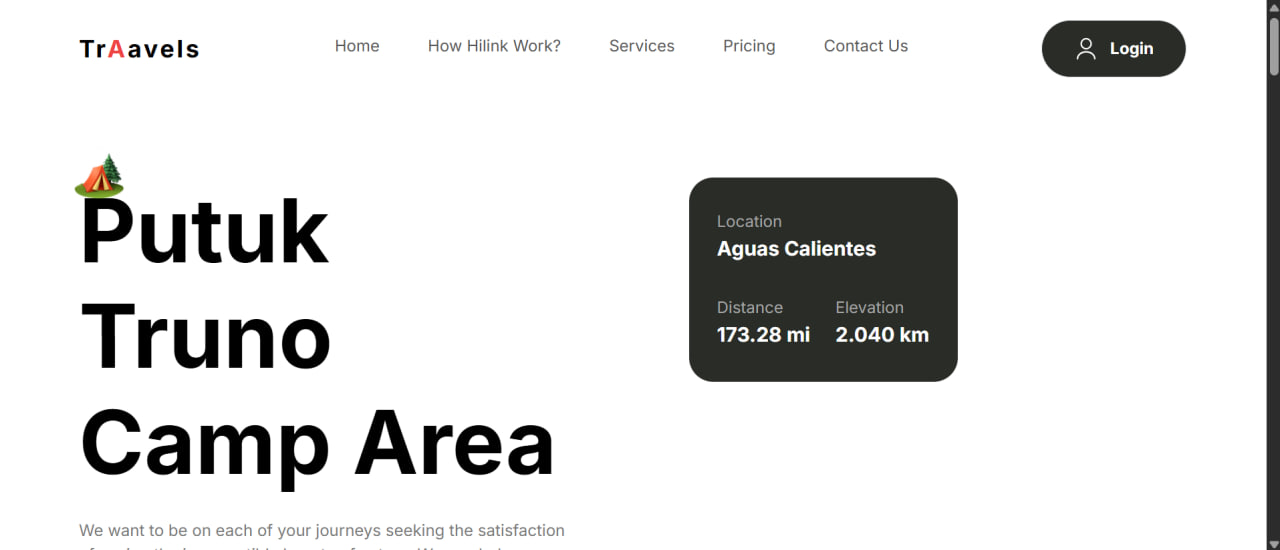 TrAavels
Home
How Hilink Work?
Services
Pricing
Contact Us
Login
Putuk
Truno
Camp Area
Location
Aguas Calientes
Distance
Elevation
173.28 mi
2.040 km
We want to be on each of your journeys seeking the satisfaction